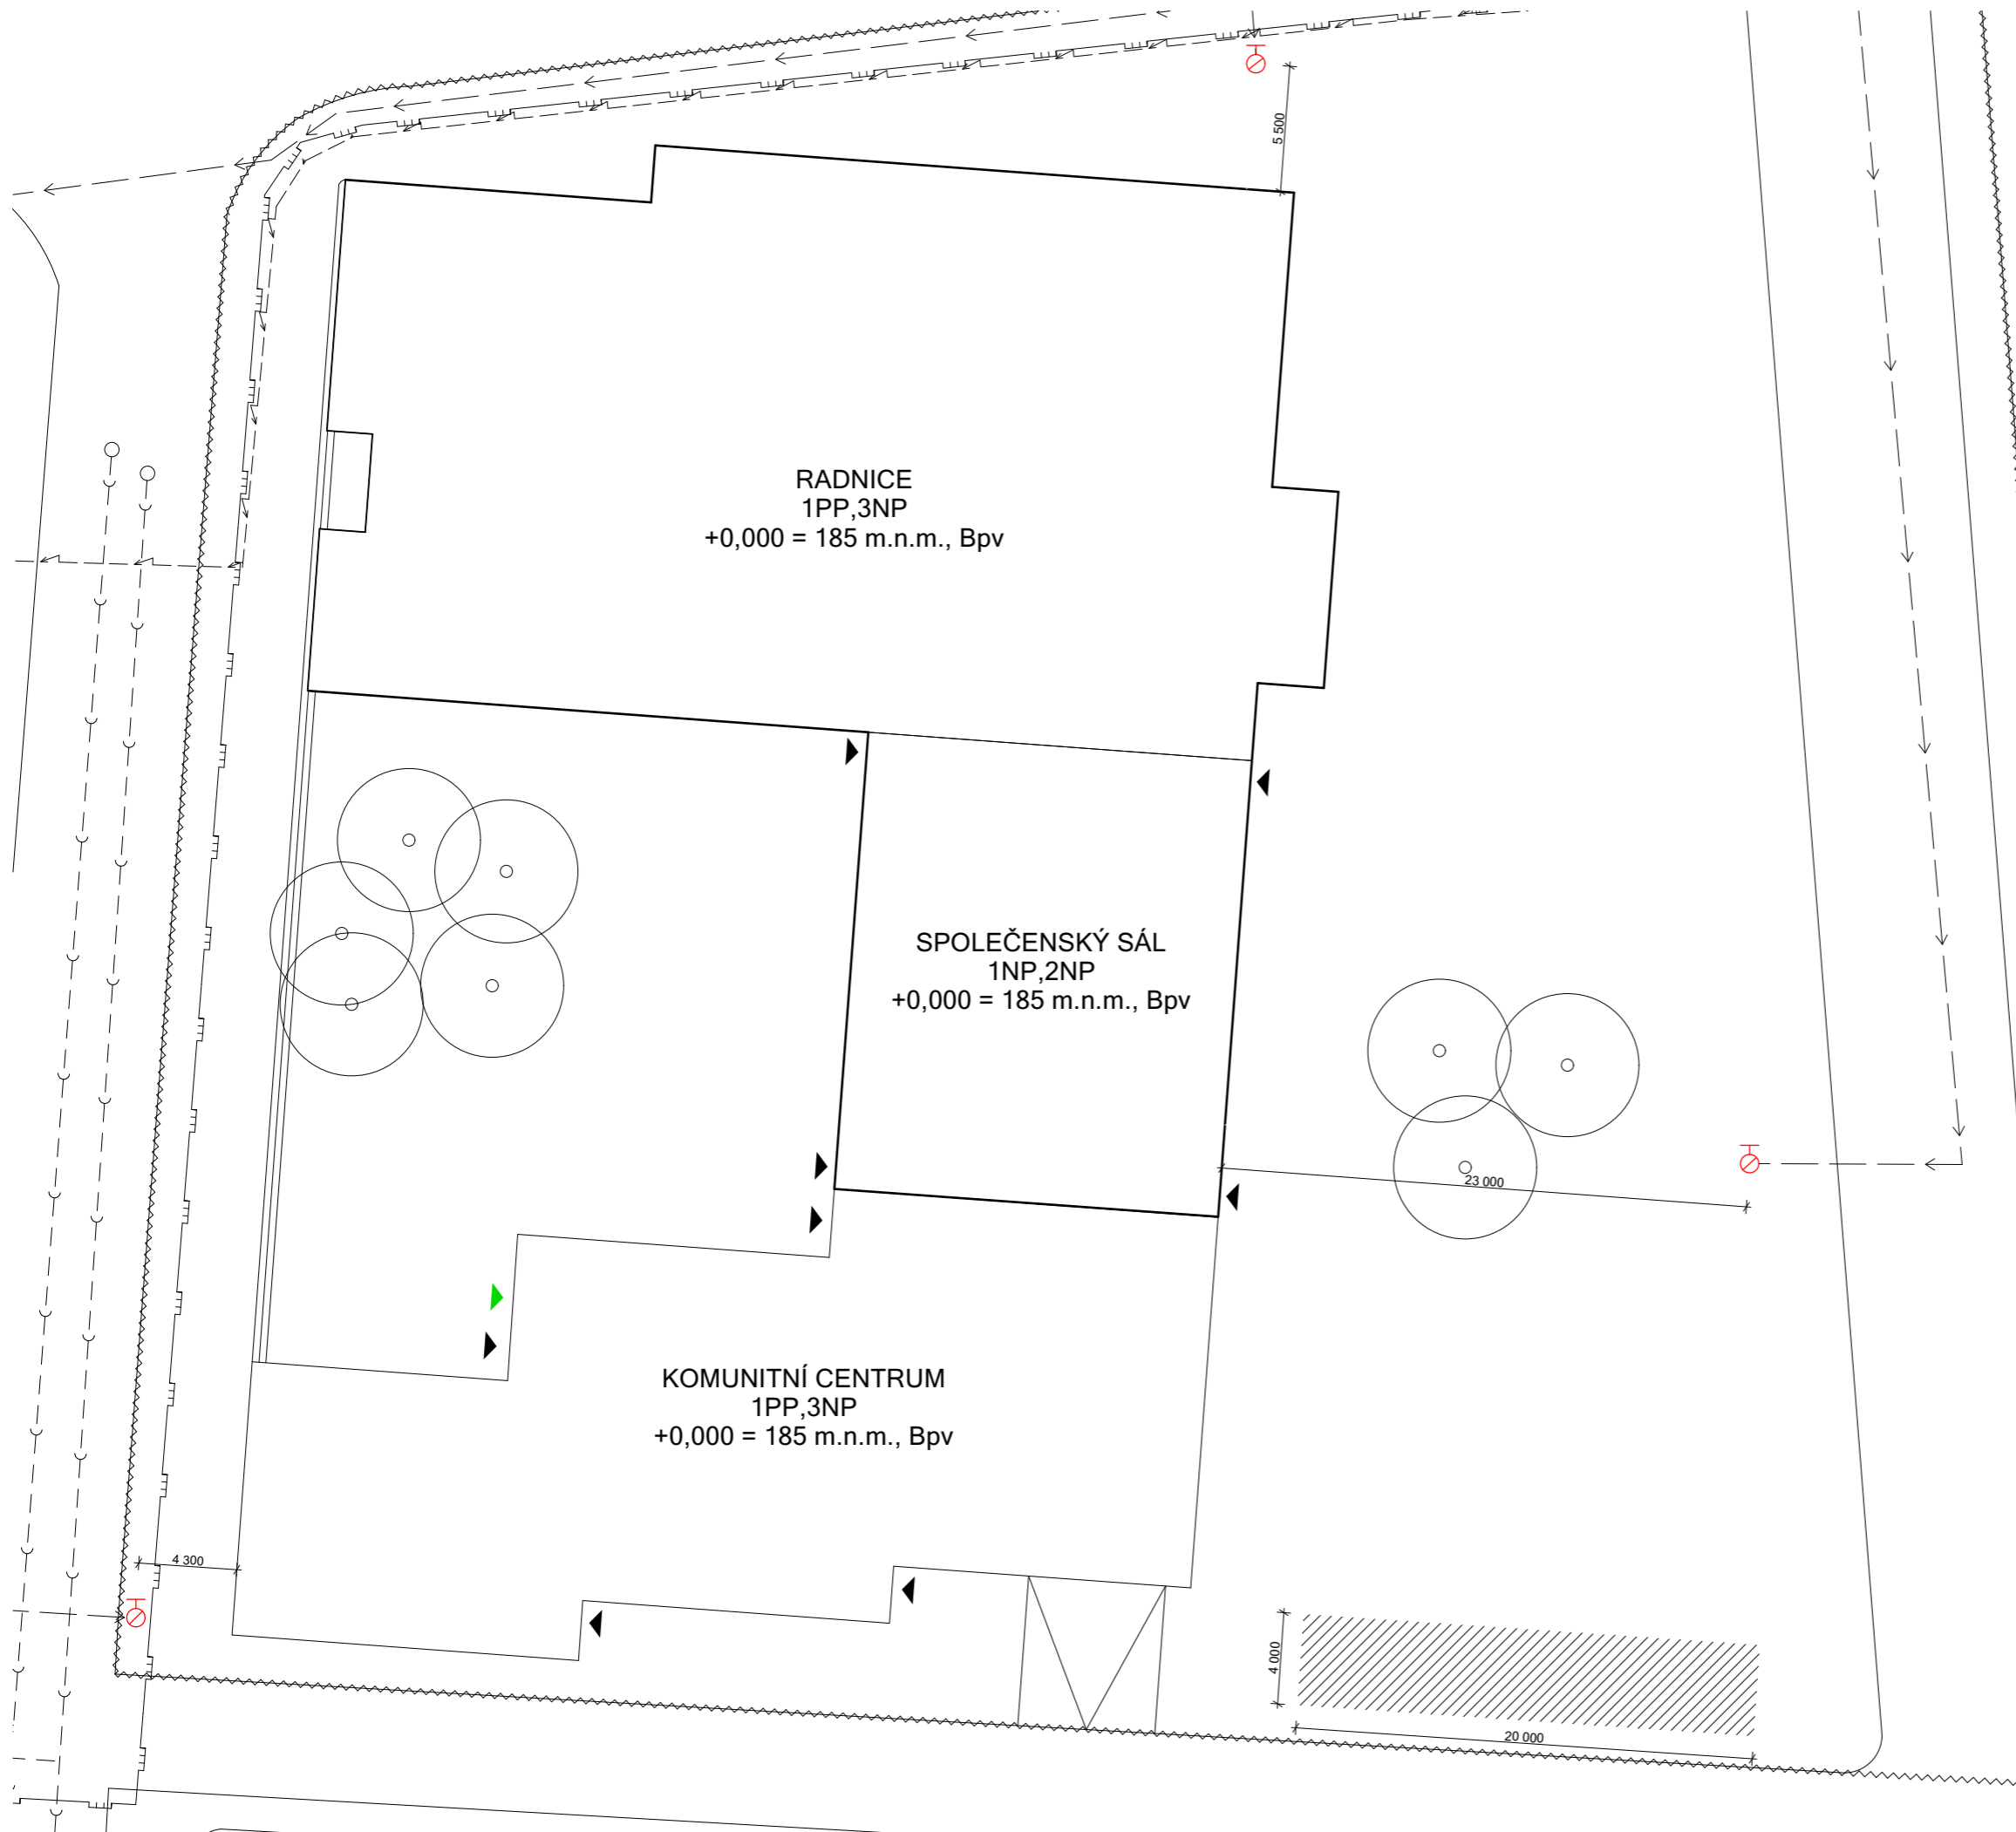 5 500
RADNICE
1PP,3NP
+0,000 = 185 m.n.m., Bpv
SPOLEČENSKÝ SÁL
1NP,2NP
+0,000 = 185 m.n.m., Bpv
23 000
KOMUNITNÍ CENTRUM
1PP,3NP
+0,000 = 185 m.n.m., Bpv
4 300
4 000
20 000